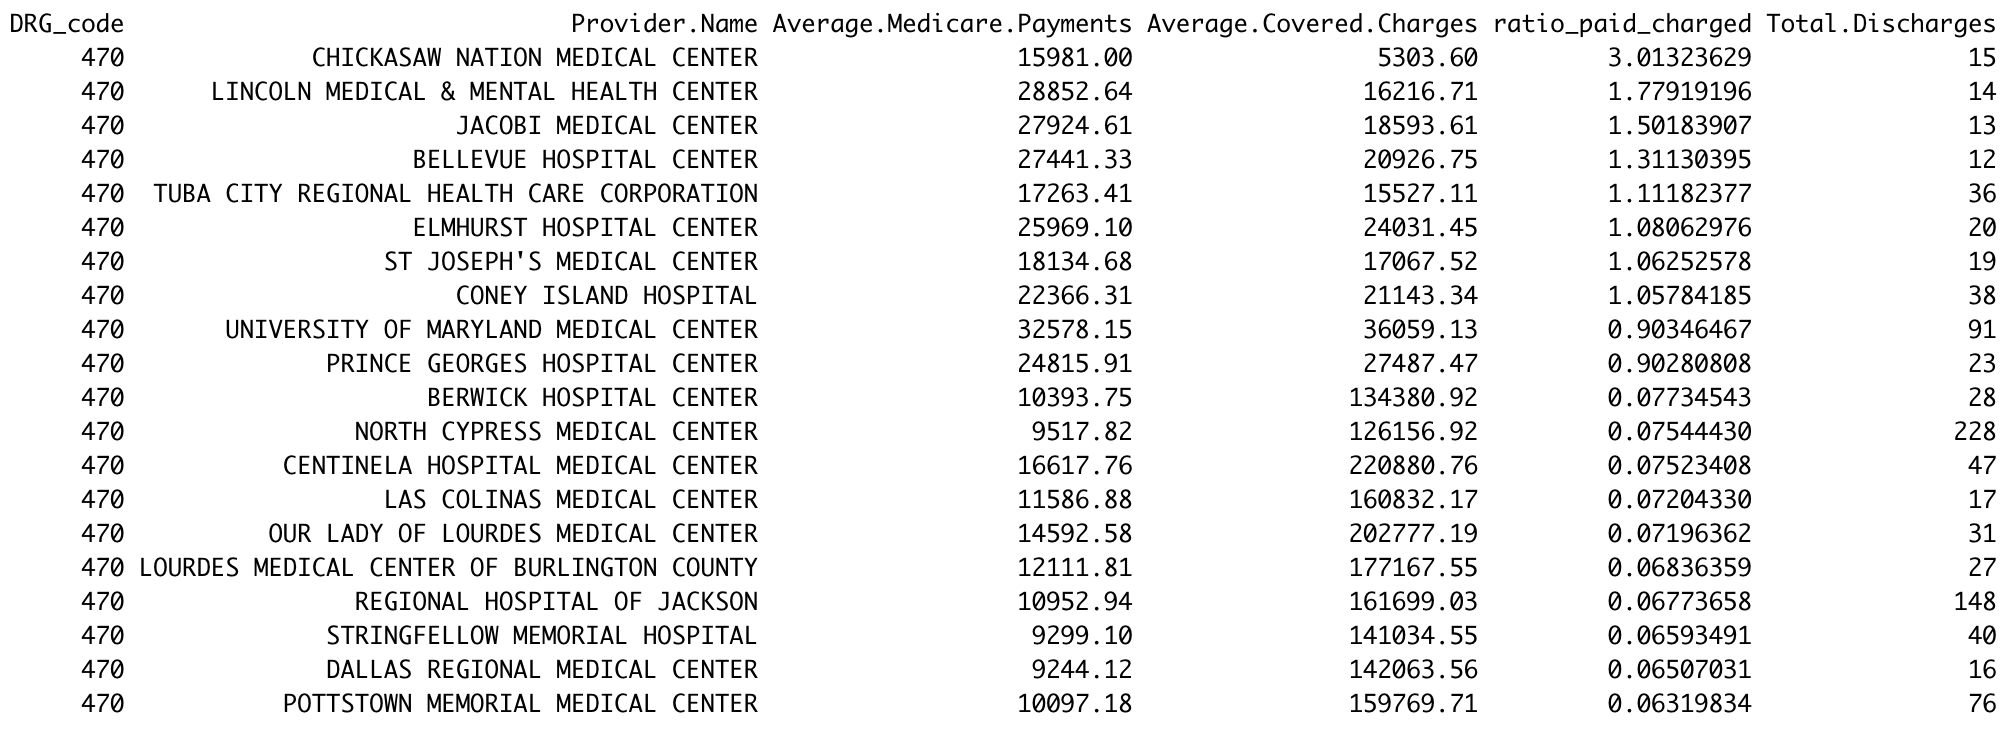 DRG_code Provider.Name Average.Medicare.Payments Average.Covered.Charges ratio_paid_charged Total.Discharges
470 CHICKASAW NATION MEDICAL CENTER 15981.00 5303.60 3.01323629 15
470 LINCOLN MEDICAL & MENTAL HEALTH CENTER 28852.64 16216.71 1.77919196 14
470 JACOBI MEDICAL CENTER 27924.61 18593.61 1.50183907 13
470 BELLEVUE HOSPITAL CENTER 27441.33 20926.75 1.31130395 12
470 TUBA CITY REGIONAL HEALTH CARE CORPORATION 17263.41 15527.11 1.11182377 36
470 ELMHURST HOSPITAL CENTER 25969.10 24031.45 1.08062976 20
470 ST JOSEPH'S MEDICAL CENTER 18134.68 17067.52 1.06252578 19
470 CONEY ISLAND HOSPITAL 22366.31 21143.34 1.05784185 38
470 UNIVERSITY OF MARYLAND MEDICAL CENTER 32578.15 36059.13 0.90346467 91
470 PRINCE GEORGES HOSPITAL CENTER 24815.91 27487.47 0.90280808 23
470 BERWICK HOSPITAL CENTER 10393.75 134380.92 0.07734543 28
470 NORTH CYPRESS MEDICAL CENTER 9517.82 126156.92 0.07544430 228
470 CENTINELA HOSPITAL MEDICAL CENTER 16617.76 220880.76 0.07523408 47
470 LAS COLINAS MEDICAL CENTER 11586.88 160832.17 0.07204330 17
470 OUR LADY OF LOURDES MEDICAL CENTER 14592.58 202777.19 0.07196362 31
470 LOURDES MEDICAL CENTER OF BURLINGTON COUNTY 12111.81 177167.55 0.06836359 27
470 REGIONAL HOSPITAL OF JACKSON 10952.94 161699.03 0.06773658 148
470 STRINGFELLOW MEMORIAL HOSPITAL 9299.10 141034.55 0.06593491 40
470 DALLAS REGIONAL MEDICAL CENTER 9244.12 142063.56 0.06507031 16
470 POTTSTOWN MEMORIAL MEDICAL CENTER 10097.18 159769.71 0.06319834 76